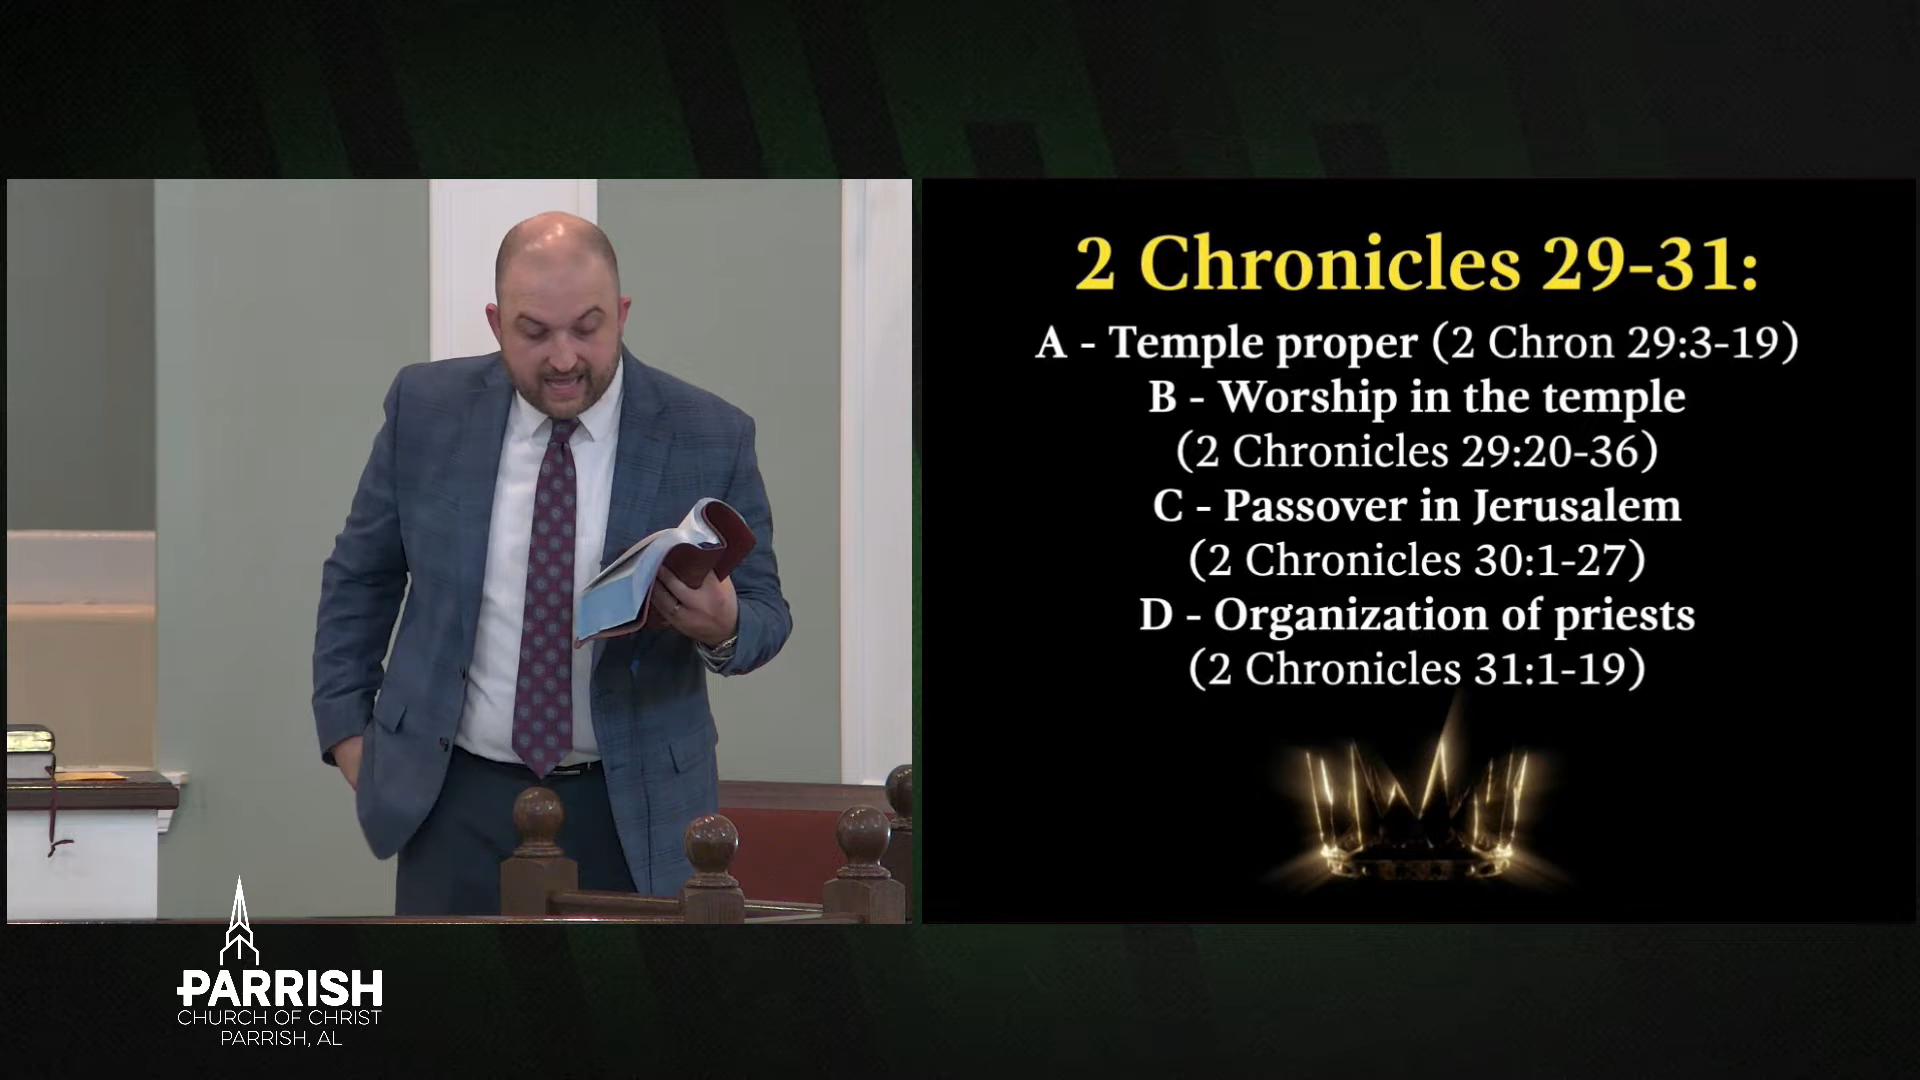 2 Chronicles 29-31:
A - Temple proper (2 Chron 29:3-19)
B - Worship in the temple
(2 Chronicles 29:20-36)
C - Passover in Jerusalem
(2 Chronicles 30:1-27)
D - Organization of priests
(2 Chronicles 31:1-19)
PARRISH
CHURCH OF CHRIST
PARRISH, AL